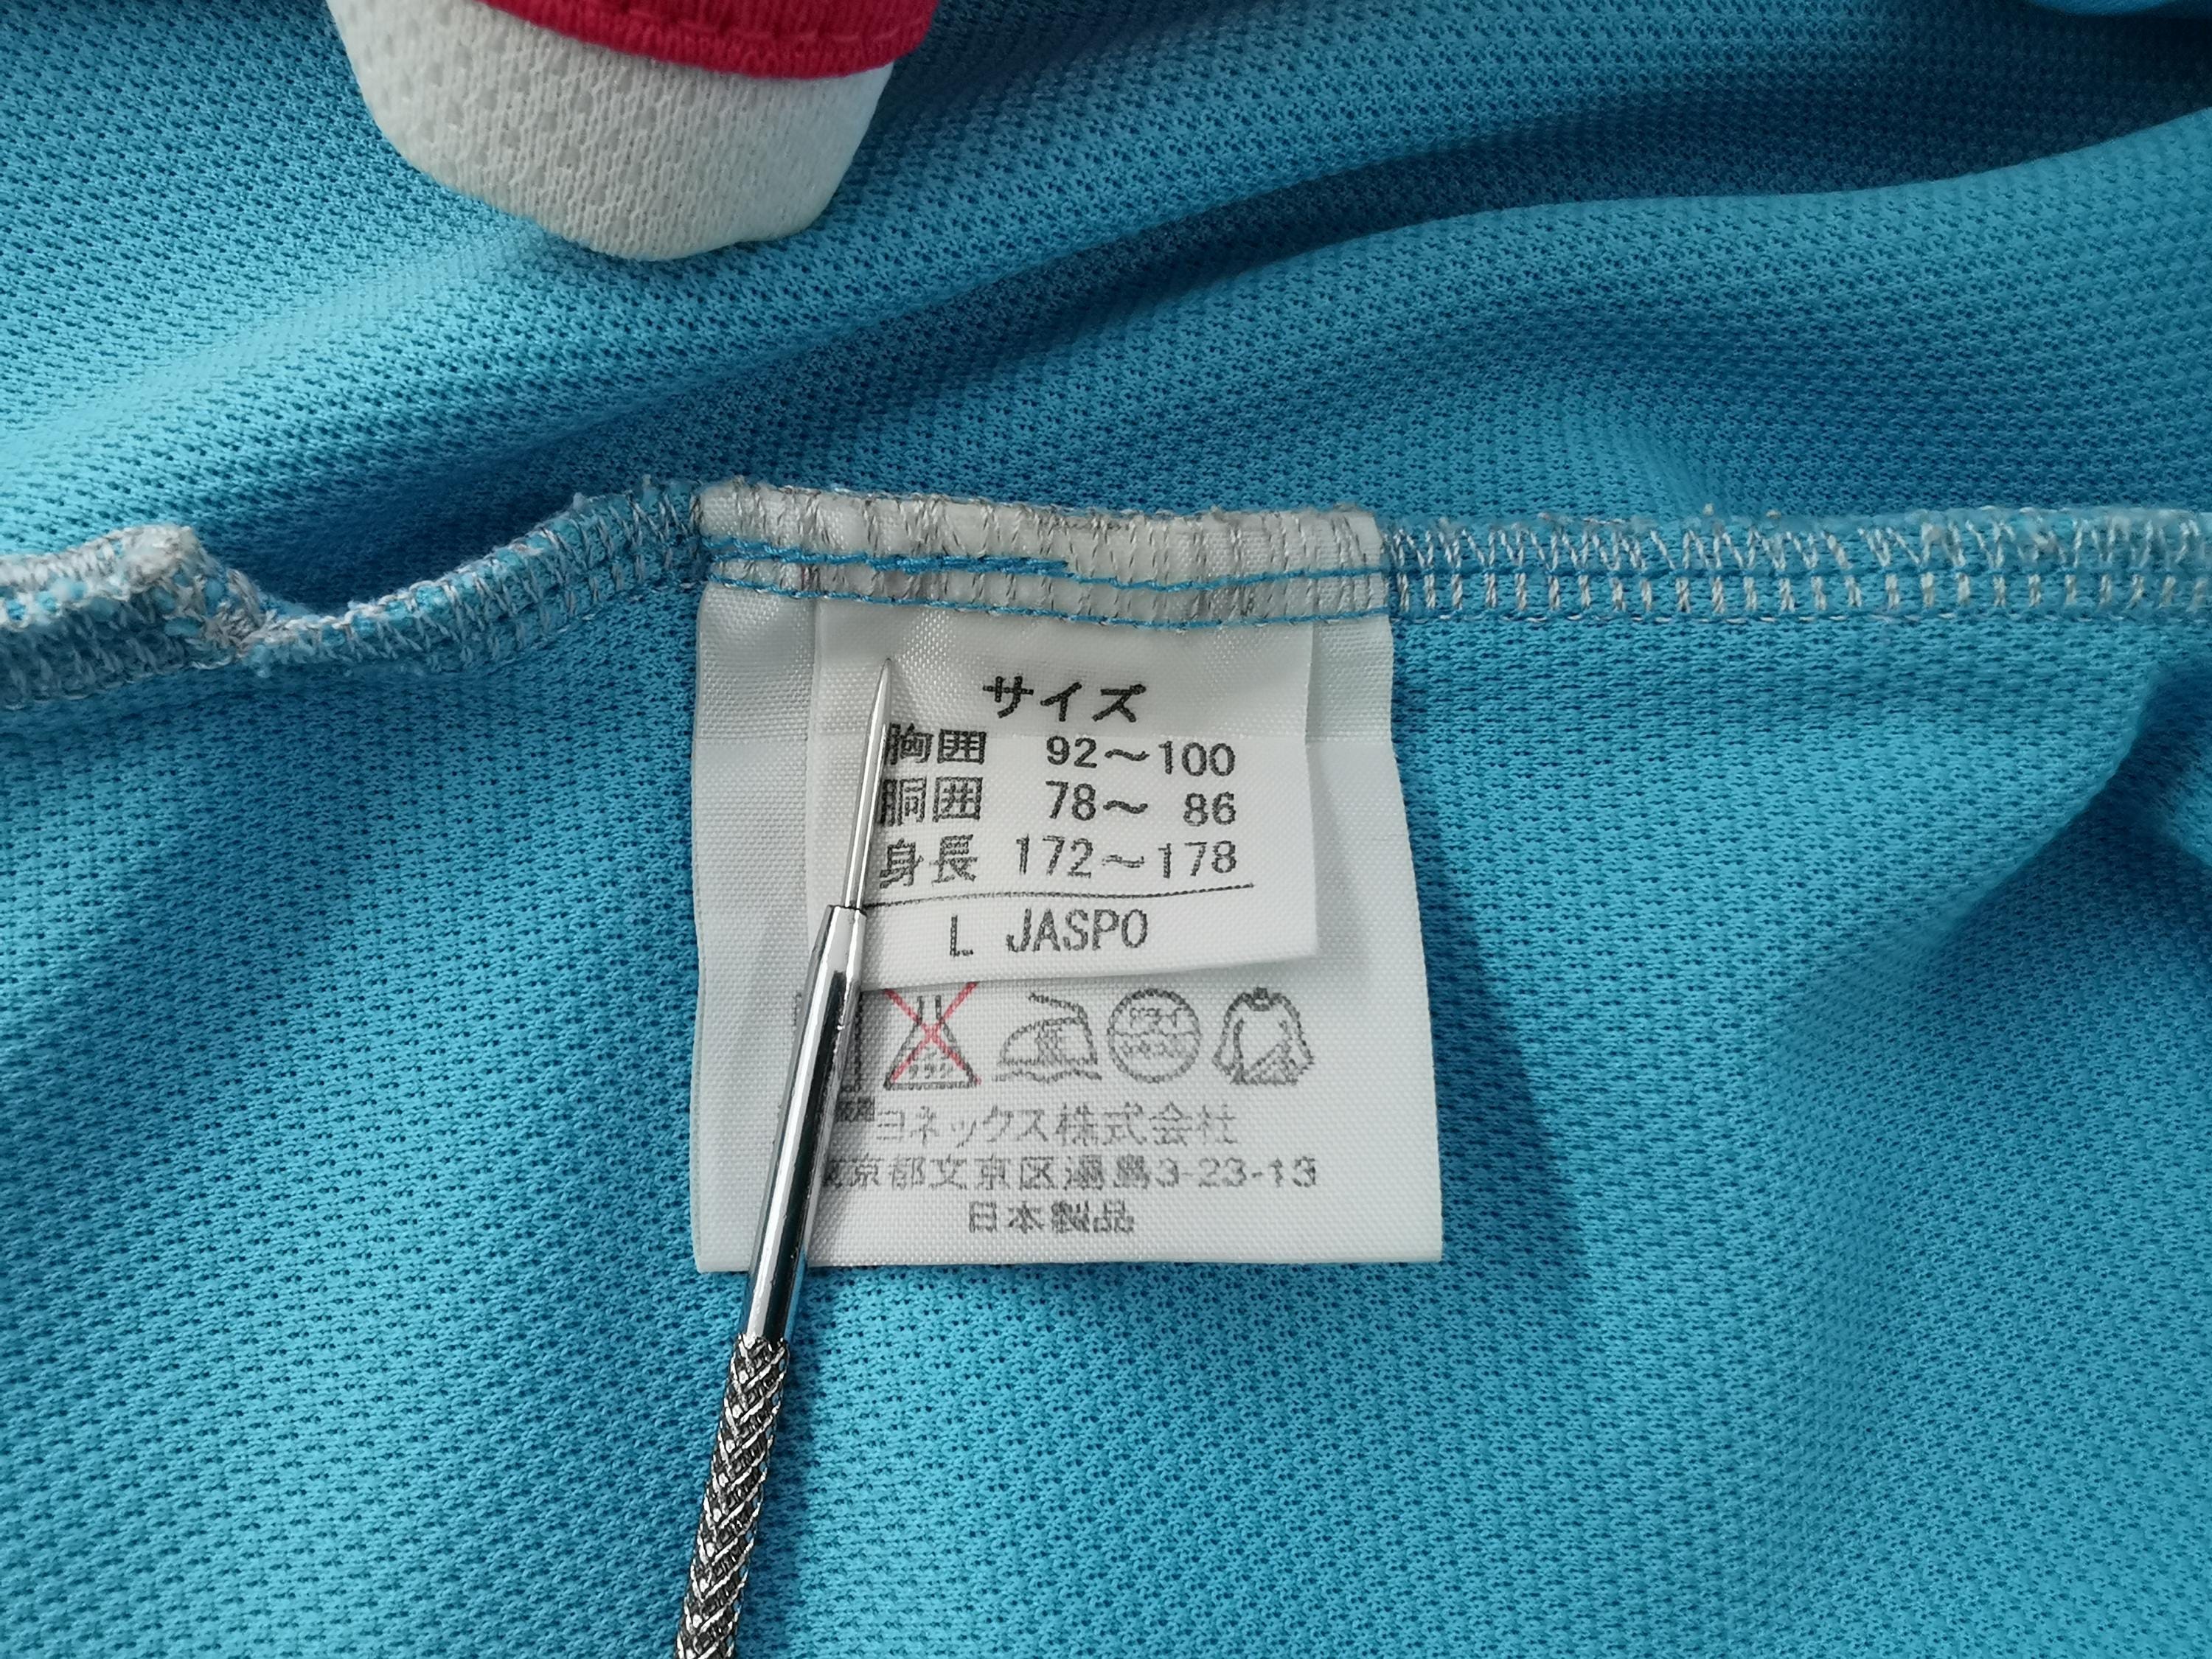 サイズ
胸囲 92～100
胴囲 78～ 86
身長 172～178
L JASPO
ヨネックス株式会社
京都文京区湯島3-23-13
日本製品